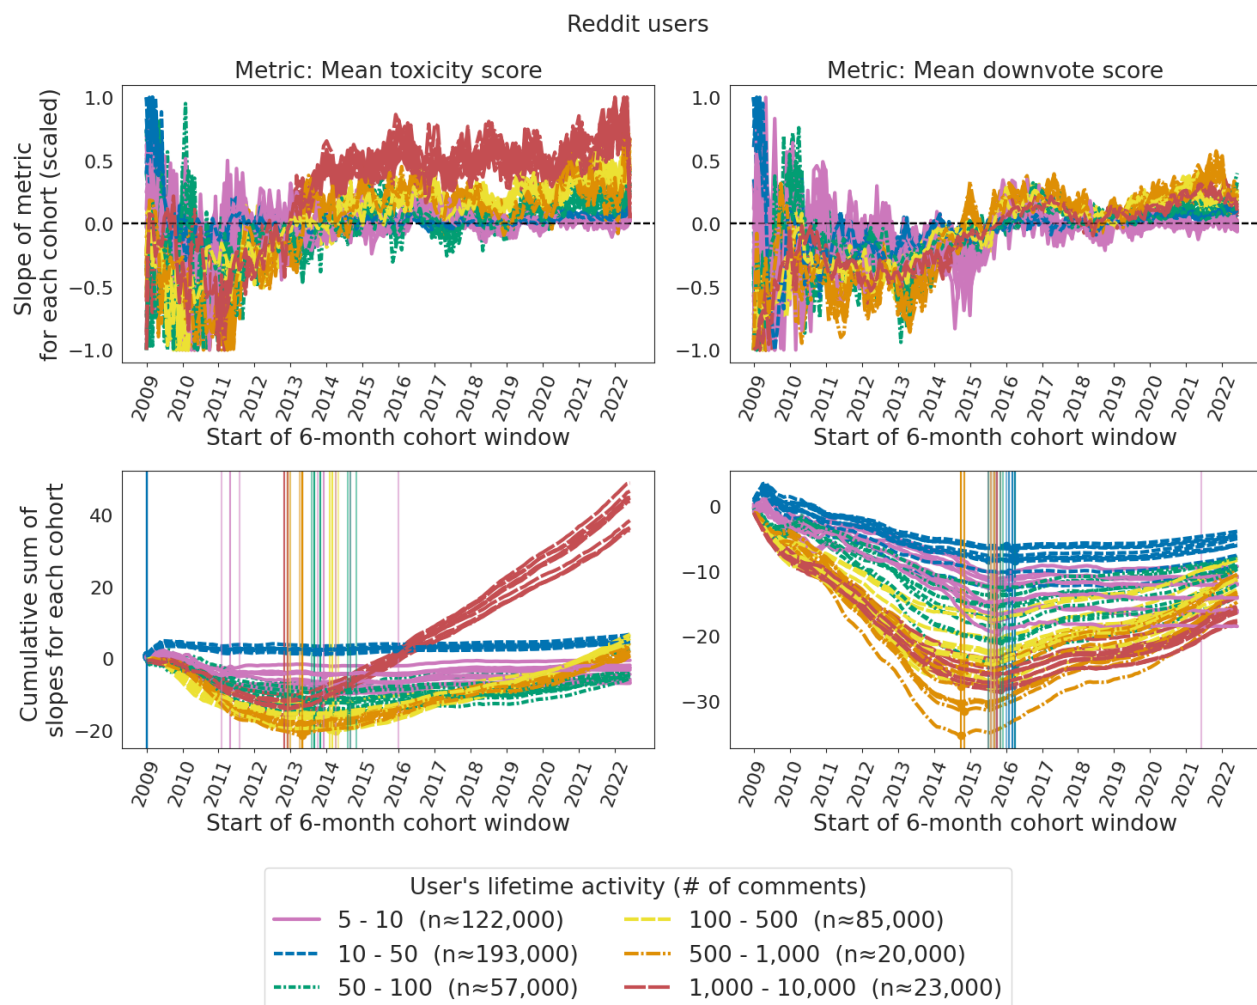 Reddit users
Metric: Mean toxicity score
Metric: Mean downvote score
Slope of metric
for each cohort (scaled)
1.0
0.5
0.0
−0.5
−1.0
1.0
0.5
0.0
−0.5
−1.0
2009 2010 2011 2012 2013 2014 2015 2016 2017 2018 2019 2020 2021 2022
2009 2010 2011 2012 2013 2014 2015 2016 2017 2018 2019 2020 2021 2022
Start of 6-month cohort window
Start of 6-month cohort window
Cumulative sum of
slopes for each cohort
40
20
0
−20
0
−10
−20
−30
2009 2010 2011 2012 2013 2014 2015 2016 2017 2018 2019 2020 2021 2022
2009 2010 2011 2012 2013 2014 2015 2016 2017 2018 2019 2020 2021 2022
Start of 6-month cohort window
Start of 6-month cohort window
User's lifetime activity (# of comments)
5 - 10 (n≈122,000)
10 - 50 (n≈193,000)
50 - 100 (n≈57,000)
100 - 500 (n≈85,000)
500 - 1,000 (n≈20,000)
1,000 - 10,000 (n≈23,000)